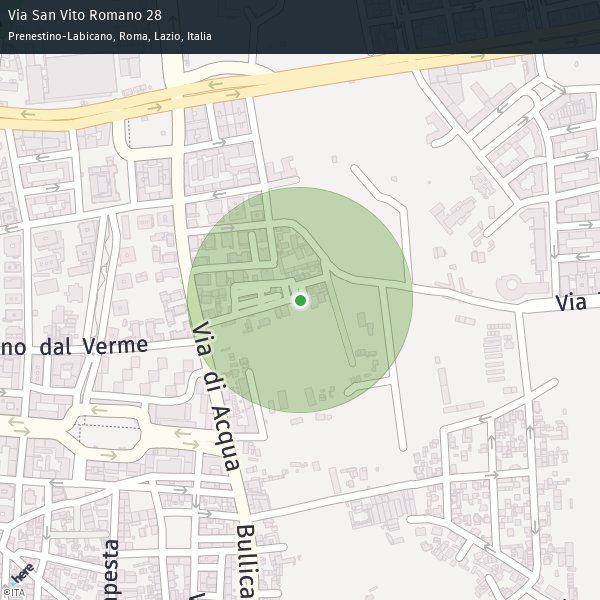 Via San Vito Romano 28
Prenestino-Labicano, Roma, Lazio, Italia
Via
no dal Verme
Via di Acqua
Bullica
pesta
here
©ITA